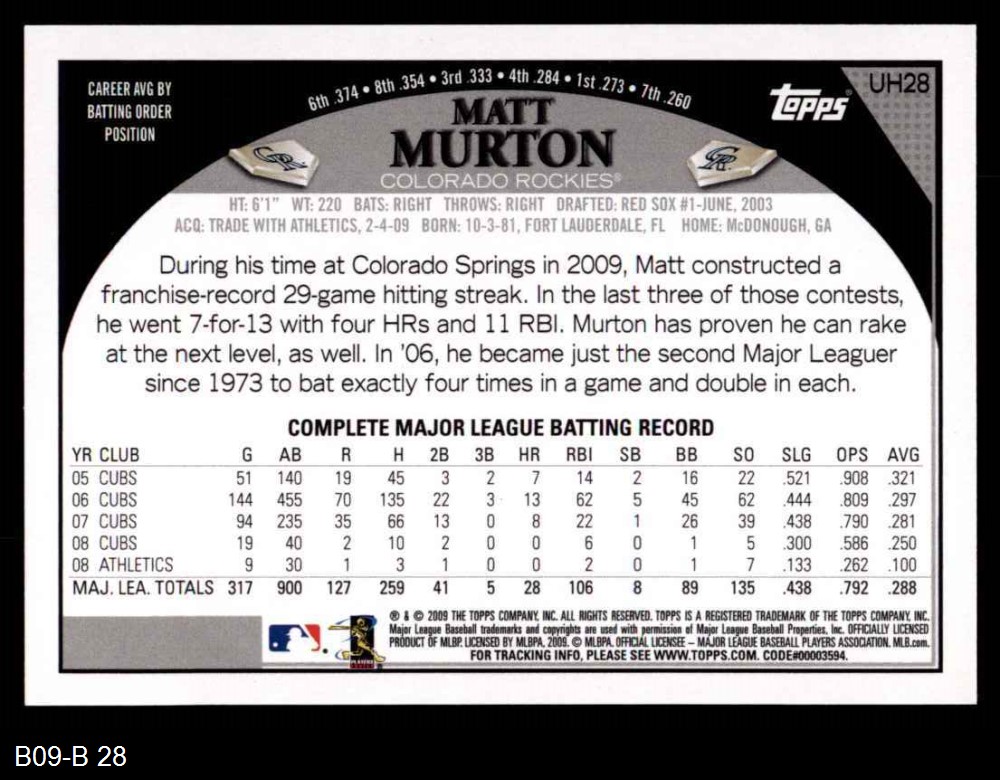 CAREER AVG BY
BATTING ORDER
POSITION
6th .374 • 8th .354 • 3rd .333 • 4th .284 • 1st .273 • 7th .260
topps
UH28
MATT
MURTON
CR
CR
COLORADO ROCKIES®
HT: 6'1" WT: 220 BATS: RIGHT THROWS: RIGHT DRAFTED: RED SOX #1-JUNE, 2003
ACQ: TRADE WITH ATHLETICS, 2-4-09 BORN: 10-3-81, FORT LAUDERDALE, FL HOME: McDONOUGH, GA
During his time at Colorado Springs in 2009, Matt constructed a
franchise-record 29-game hitting streak. In the last three of those contests,
he went 7-for-13 with four HRs and 11 RBI. Murton has proven he can rake
at the next level, as well. In '06, he became just the second Major Leaguer
since 1973 to bat exactly four times in a game and double in each.
COMPLETE MAJOR LEAGUE BATTING RECORD
YR CLUB G AB R H 2B 3B HR RBI SB BB SO SLG OPS AVG
05 CUBS 51 140 19 45 3 2 7 14 2 16 22 .521 .908 .321
06 CUBS 144 455 70 135 22 3 13 62 5 45 62 .444 .809 .297
07 CUBS 94 235 35 66 13 0 8 22 1 26 39 .438 .790 .281
08 CUBS 19 40 2 10 2 0 0 6 0 1 5 .300 .586 .250
08 ATHLETICS 9 30 1 3 1 0 0 2 0 1 7 .133 .262 .100
MAJ. LEA. TOTALS 317 900 127 259 41 5 28 106 8 89 135 .438 .792 .288
® & © 2009 THE TOPPS COMPANY, INC. ALL RIGHTS RESERVED. TOPPS IS A REGISTERED TRADEMARK OF THE TOPPS COMPANY, INC.
Major League Baseball trademarks and copyrights are used with permission of Major League Baseball Properties, Inc. OFFICIALLY LICENSED
PRODUCT OF MLBP. LICENSED BY MLBPA, 2009. © MLBPA. OFFICIAL LICENSEE – MAJOR LEAGUE BASEBALL PLAYERS ASSOCIATION. MLB.com.
FOR TRACKING INFO, PLEASE SEE WWW.TOPPS.COM. CODE#00003594.
B09-B 28